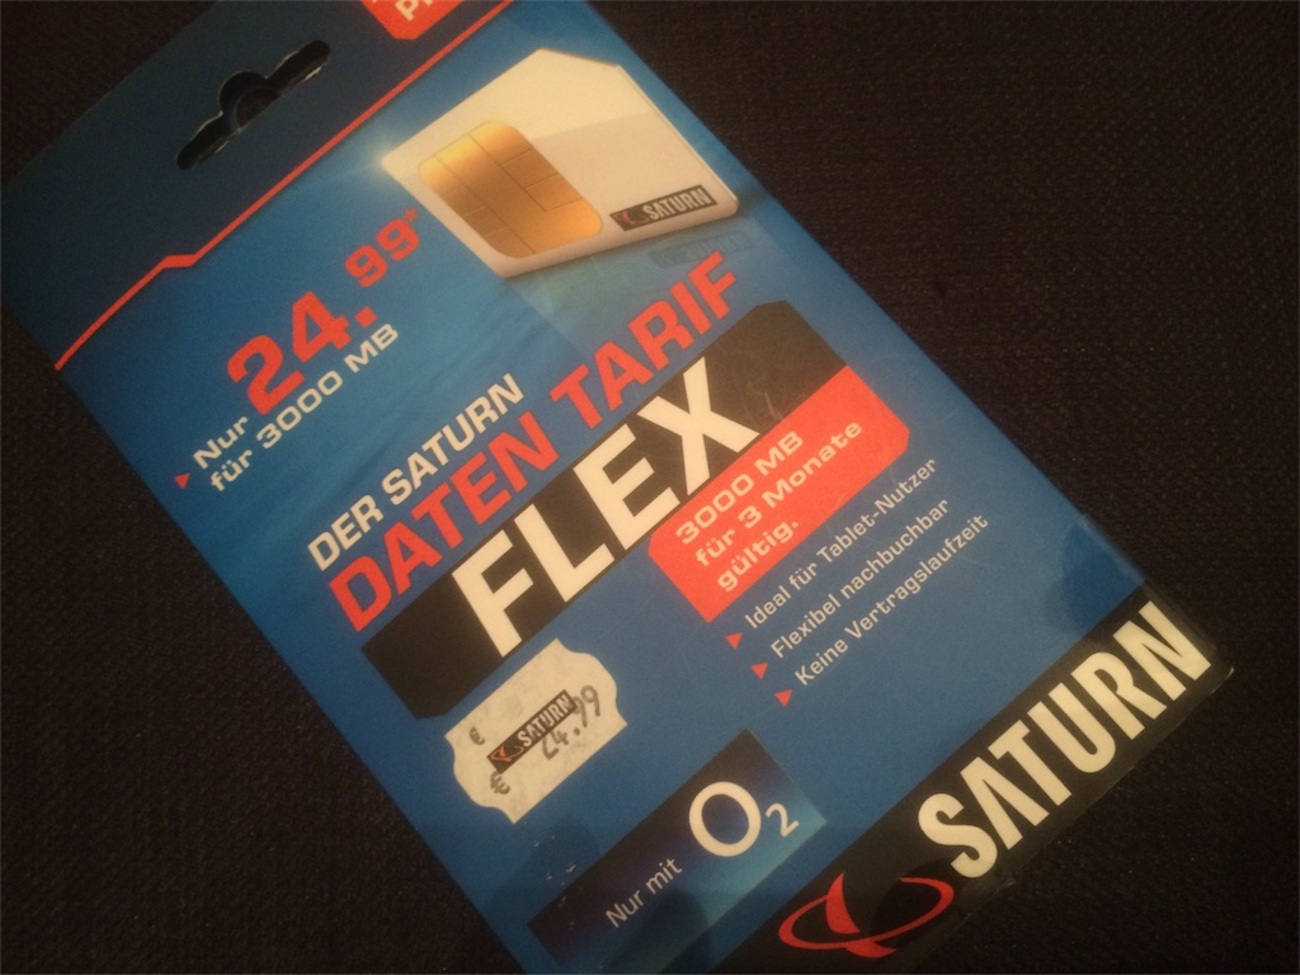 SATURN
Nur 24.99*
für 3000 MB
DER SATURN
DATEN TARIF
FLEX
3000 MB
für 3 Monate
gültig.
Ideal für Tablet-Nutzer
Flexibel nachbuchbar
Keine Vertragslaufzeit
€ SATURN
€ 24.99
Nur mit O2
SATURN